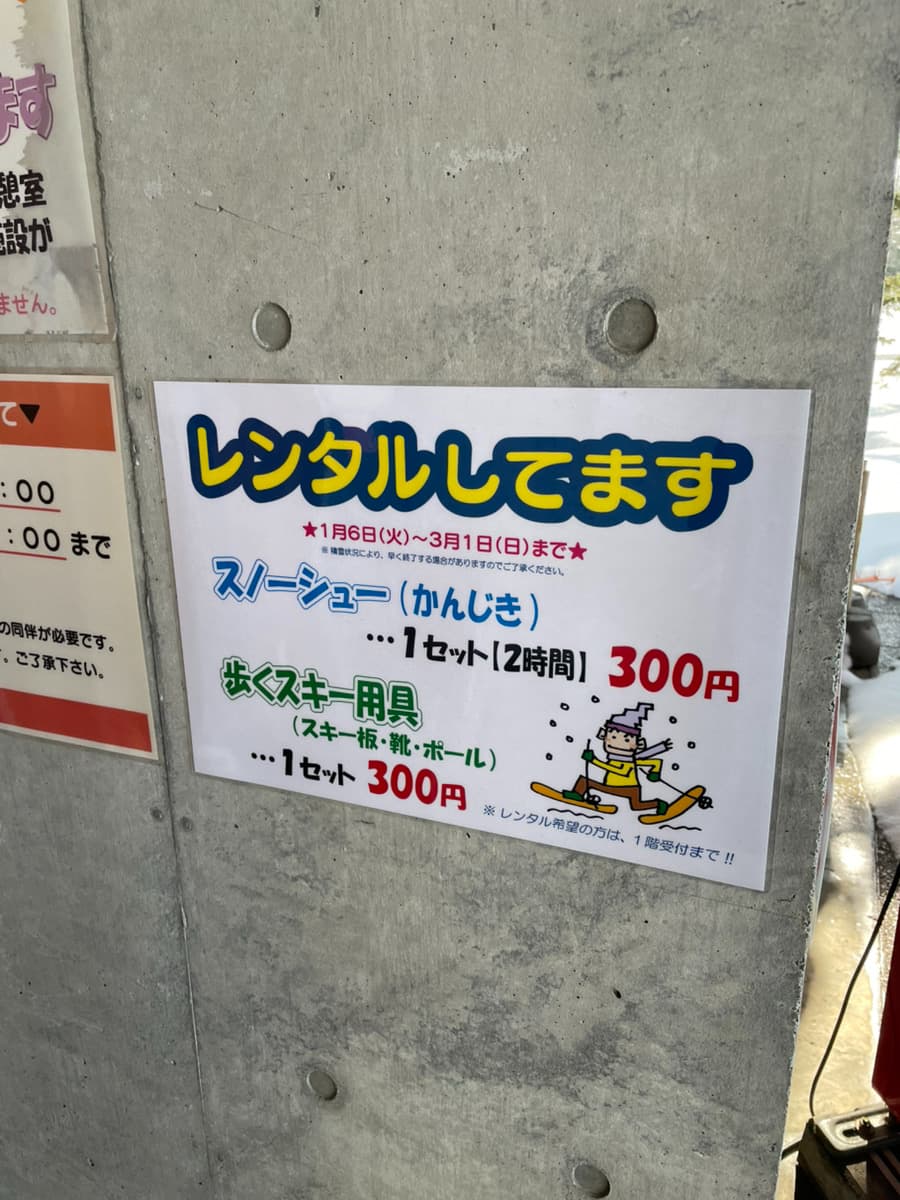 ます
憩室
設が
ません。
て▼
:00
:00 まで
の同伴が必要です。
。ご了承下さい。
レンタルしてます
★1月6日(火)～3月1日(日)まで★
※ 積雪状況により、早く終了する場合がありますのでご了承ください。
スノーシュー(かんじき)
…1セット【2時間】 300円
歩くスキー用具
(スキー板・靴・ポール)
…1セット 300円
※ レンタル希望の方は、1階受付まで!!